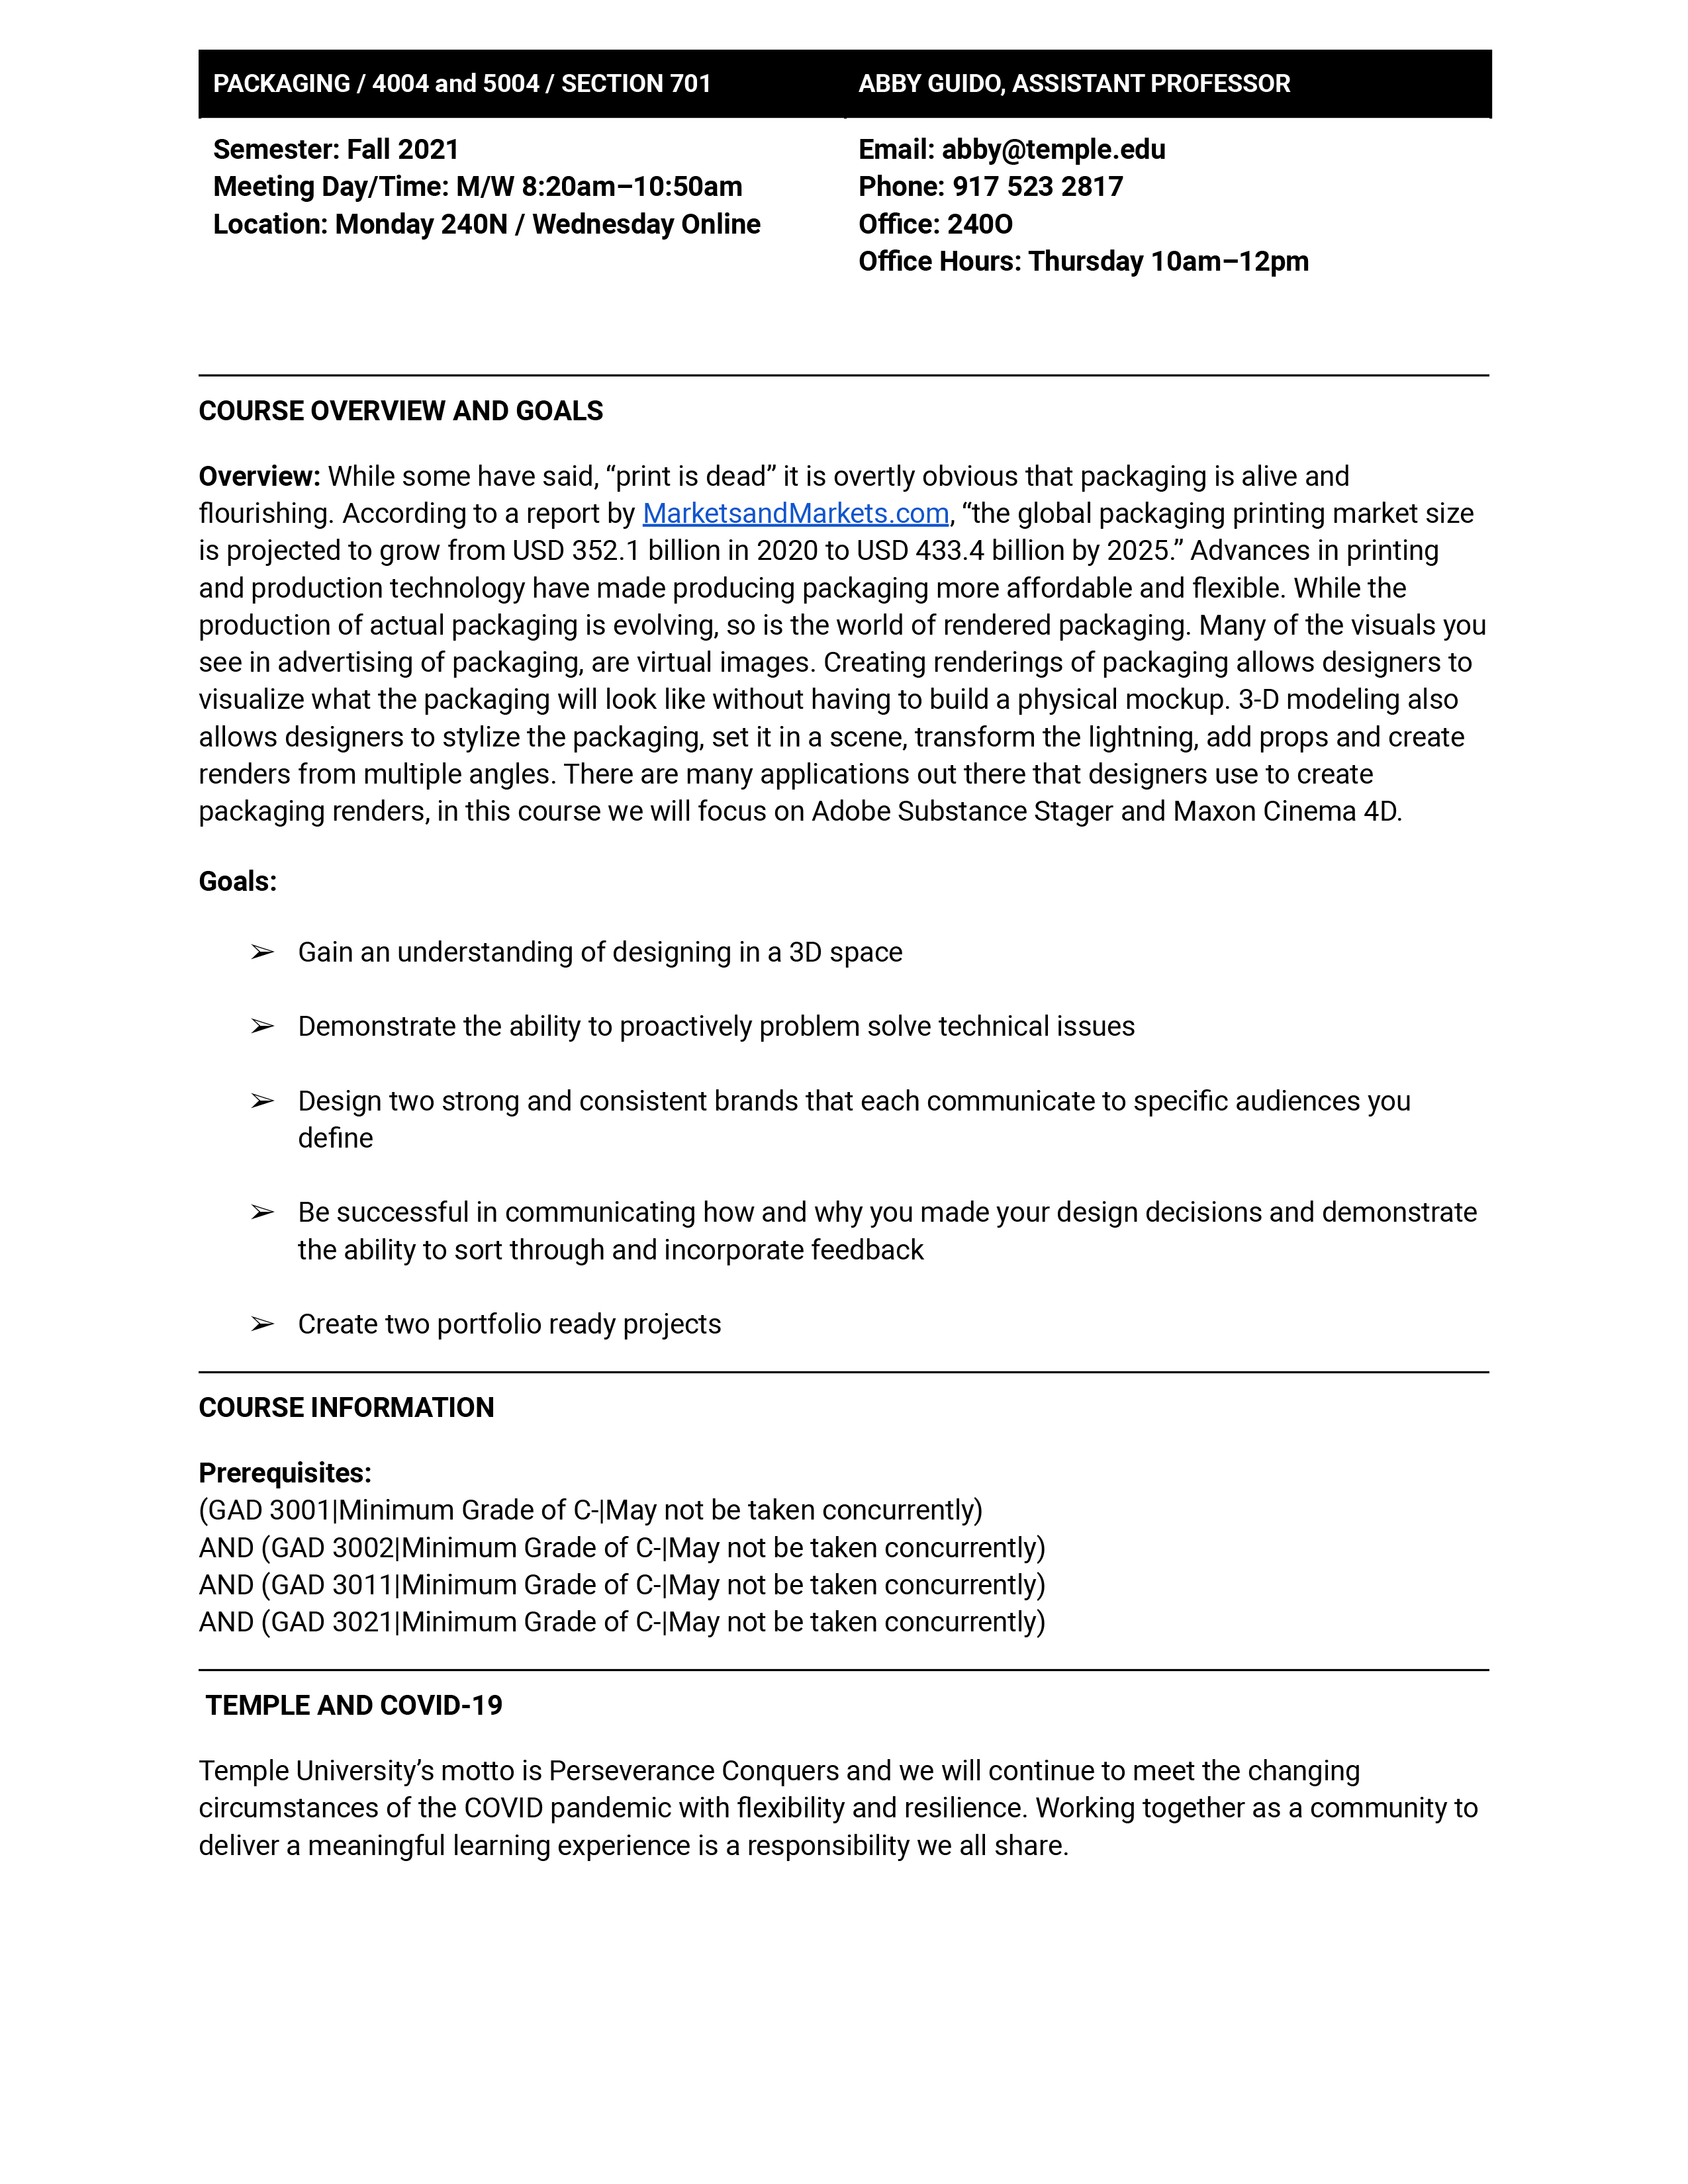 PACKAGING / 4004 and 5004 / SECTION 701
ABBY GUIDO, ASSISTANT PROFESSOR
Semester: Fall 2021
Meeting Day/Time: M/W 8:20am–10:50am
Location: Monday 240N / Wednesday Online
Email: abby@temple.edu
Phone: 917 523 2817
Office: 240O
Office Hours: Thursday 10am–12pm
COURSE OVERVIEW AND GOALS
Overview: While some have said, “print is dead” it is overtly obvious that packaging is alive and
flourishing. According to a report by MarketsandMarkets.com, “the global packaging printing market size
is projected to grow from USD 352.1 billion in 2020 to USD 433.4 billion by 2025.” Advances in printing
and production technology have made producing packaging more affordable and flexible. While the
production of actual packaging is evolving, so is the world of rendered packaging. Many of the visuals you
see in advertising of packaging, are virtual images. Creating renderings of packaging allows designers to
visualize what the packaging will look like without having to build a physical mockup. 3-D modeling also
allows designers to stylize the packaging, set it in a scene, transform the lightning, add props and create
renders from multiple angles. There are many applications out there that designers use to create
packaging renders, in this course we will focus on Adobe Substance Stager and Maxon Cinema 4D.
Goals:
➢ Gain an understanding of designing in a 3D space
➢ Demonstrate the ability to proactively problem solve technical issues
➢ Design two strong and consistent brands that each communicate to specific audiences you
define
➢ Be successful in communicating how and why you made your design decisions and demonstrate
the ability to sort through and incorporate feedback
➢ Create two portfolio ready projects
COURSE INFORMATION
Prerequisites:
(GAD 3001|Minimum Grade of C-|May not be taken concurrently)
AND (GAD 3002|Minimum Grade of C-|May not be taken concurrently)
AND (GAD 3011|Minimum Grade of C-|May not be taken concurrently)
AND (GAD 3021|Minimum Grade of C-|May not be taken concurrently)
TEMPLE AND COVID-19
Temple University’s motto is Perseverance Conquers and we will continue to meet the changing
circumstances of the COVID pandemic with flexibility and resilience. Working together as a community to
deliver a meaningful learning experience is a responsibility we all share.